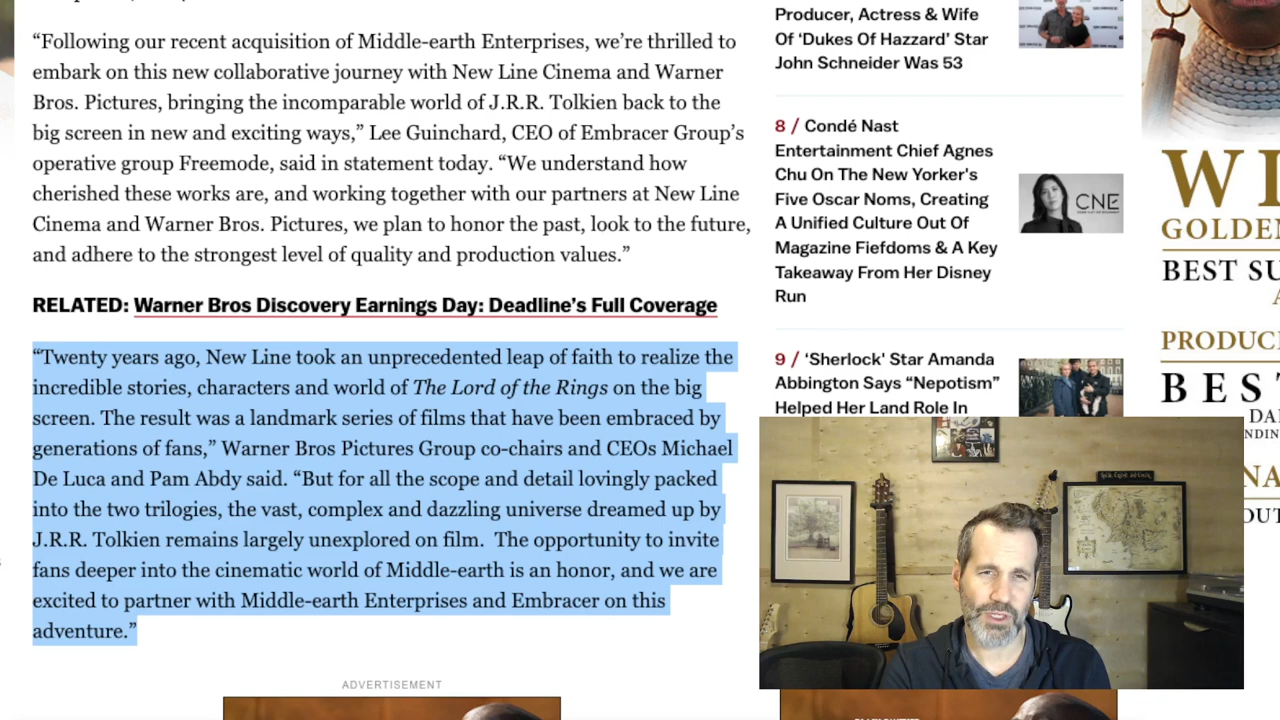 “Following our recent acquisition of Middle-earth Enterprises, we’re thrilled to
embark on this new collaborative journey with New Line Cinema and Warner
Bros. Pictures, bringing the incomparable world of J.R.R. Tolkien back to the
big screen in new and exciting ways,” Lee Guinchard, CEO of Embracer Group’s
operative group Freemode, said in statement today. “We understand how
cherished these works are, and working together with our partners at New Line
Cinema and Warner Bros. Pictures, we plan to honor the past, look to the future,
and adhere to the strongest level of quality and production values.”
RELATED: Warner Bros Discovery Earnings Day: Deadline’s Full Coverage
“Twenty years ago, New Line took an unprecedented leap of faith to realize the
incredible stories, characters and world of The Lord of the Rings on the big
screen. The result was a landmark series of films that have been embraced by
generations of fans,” Warner Bros Pictures Group co-chairs and CEOs Michael
De Luca and Pam Abdy said. “But for all the scope and detail lovingly packed
into the two trilogies, the vast, complex and dazzling universe dreamed up by
J.R.R. Tolkien remains largely unexplored on film.  The opportunity to invite
fans deeper into the cinematic world of Middle-earth is an honor, and we are
excited to partner with Middle-earth Enterprises and Embracer on this
adventure.”
ADVERTISEMENT
Producer, Actress & Wife
Of ‘Dukes Of Hazzard’ Star
John Schneider Was 53
8 / Condé Nast
Entertainment Chief Agnes
Chu On The New Yorker's
Five Oscar Noms, Creating
A Unified Culture Out Of
Magazine Fiefdoms & A Key
Takeaway From Her Disney
Run
CNE
9 / ‘Sherlock' Star Amanda
Abbington Says “Nepotism”
Helped Her Land Role In
GOLDEN
BEST SU
PRODUC
BEST